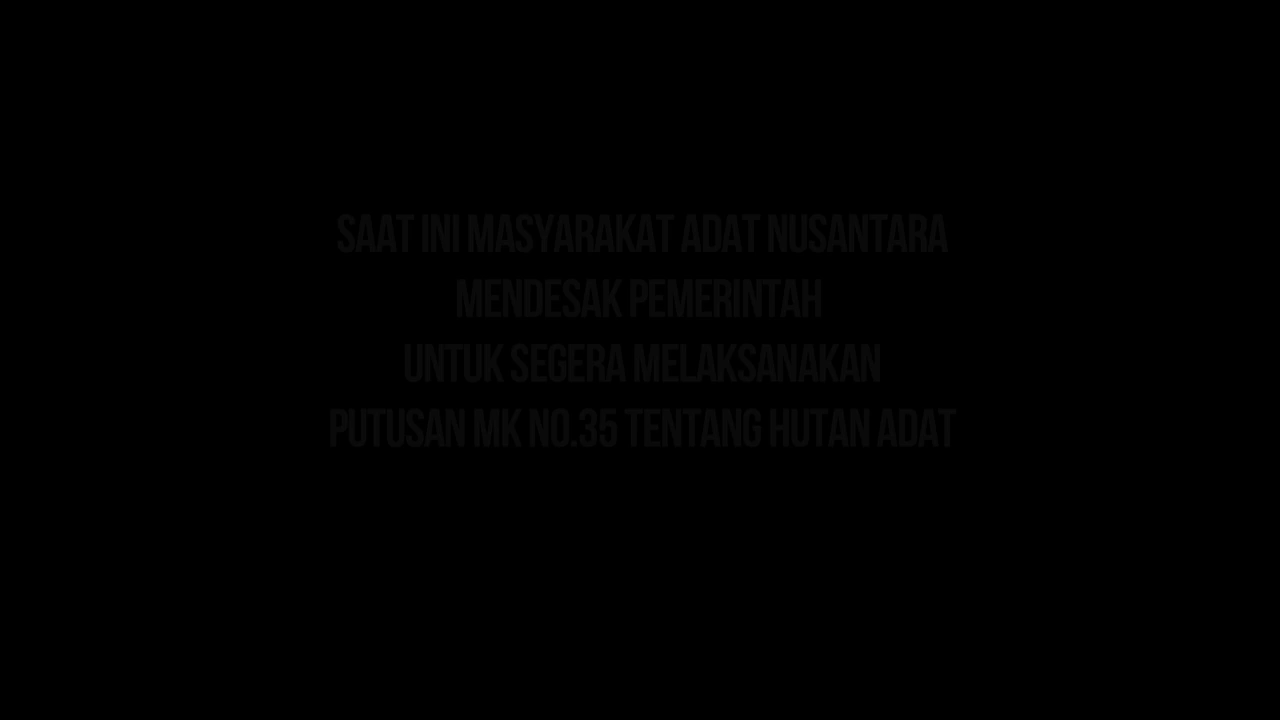 SAAT INI MASYARAKAT ADAT NUSANTARA
MENDESAK PEMERINTAH
UNTUK SEGERA MELAKSANAKAN
PUTUSAN MK NO.35 TENTANG HUTAN ADAT